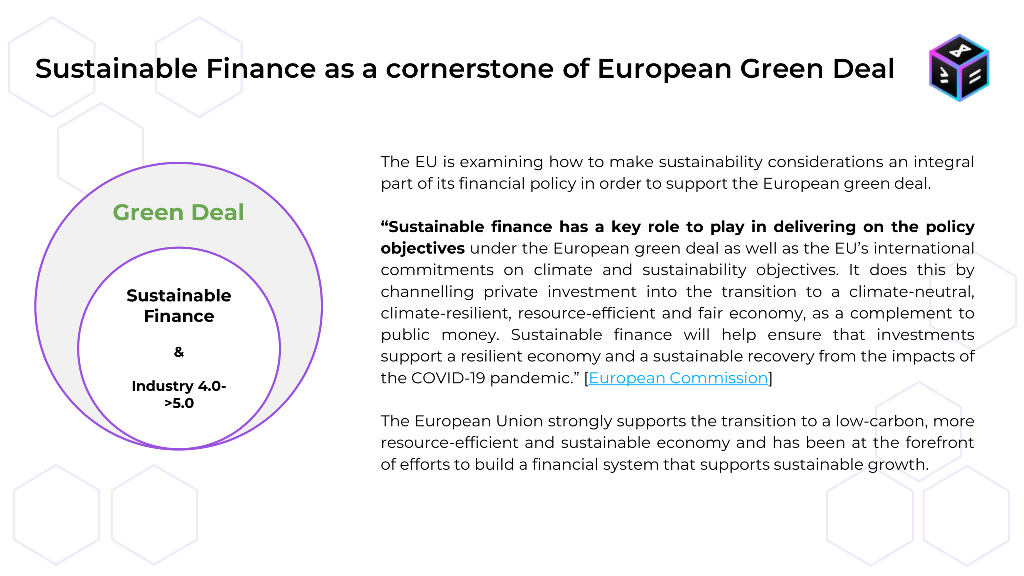 Sustainable Finance as a cornerstone of European Green Deal
Green Deal
Sustainable
Finance
&
Industry 4.0-
>5.0
The EU is examining how to make sustainability considerations an integral
part of its financial policy in order to support the European green deal.
“Sustainable finance has a key role to play in delivering on the policy
objectives under the European green deal as well as the EU’s international
commitments on climate and sustainability objectives. It does this by
channelling private investment into the transition to a climate-neutral,
climate-resilient, resource-efficient and fair economy, as a complement to
public money. Sustainable finance will help ensure that investments
support a resilient economy and a sustainable recovery from the impacts of
the COVID-19 pandemic.” [European Commission]
The European Union strongly supports the transition to a low-carbon, more
resource-efficient and sustainable economy and has been at the forefront
of efforts to build a financial system that supports sustainable growth.